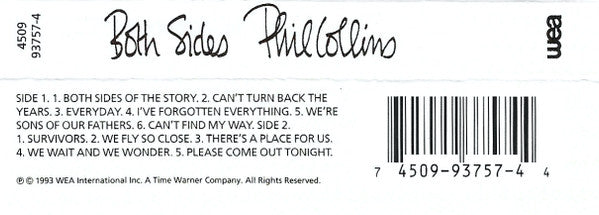 4509
93757-4
Both Sides Phil Collins
wea
SIDE 1. 1. BOTH SIDES OF THE STORY. 2. CAN'T TURN BACK THE
YEARS. 3. EVERYDAY. 4. I'VE FORGOTTEN EVERYTHING. 5. WE'RE
SONS OF OUR FATHERS. 6. CAN'T FIND MY WAY. SIDE 2.
1. SURVIVORS. 2. WE FLY SO CLOSE. 3. THERE'S A PLACE FOR US.
4. WE WAIT AND WE WONDER. 5. PLEASE COME OUT TONIGHT.
℗ © 1993 WEA International Inc. A Time Warner Company. All Rights Reserved.
7 4509-93757-4 4